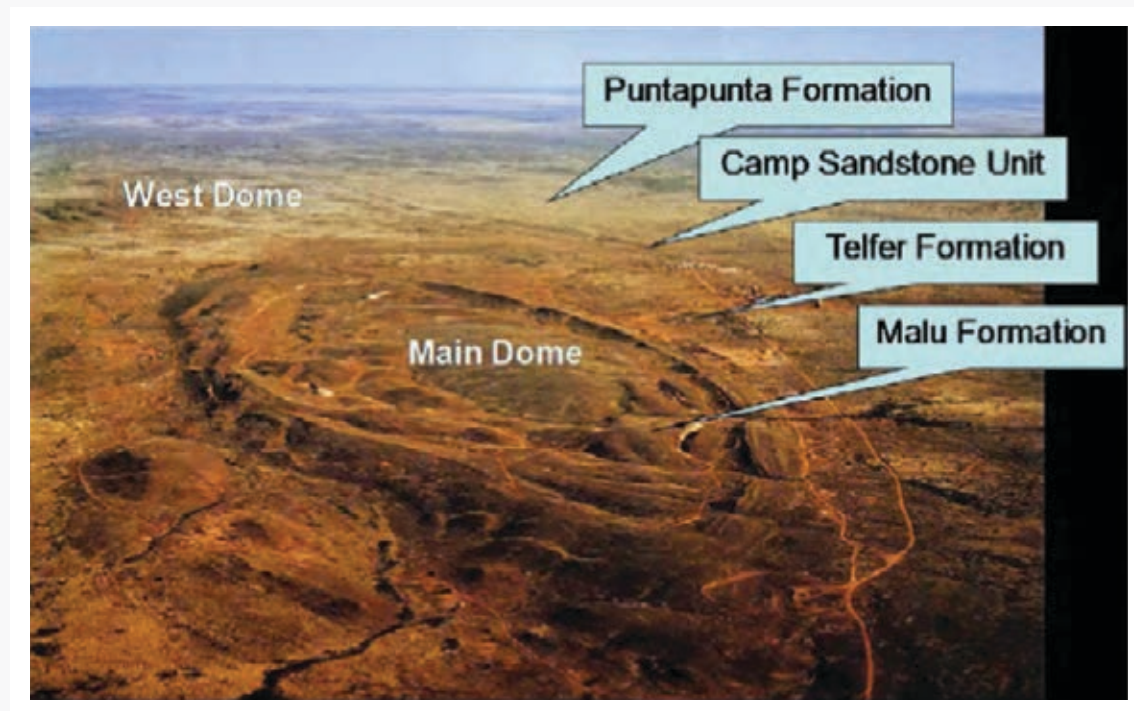 Puntapunta Formation
Camp Sandstone Unit
West Dome
Telfer Formation
Malu Formation
Main Dome